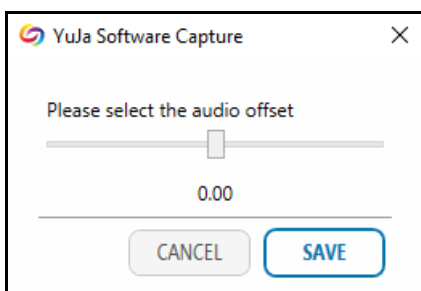 YuJa Software Capture
Please select the audio offset
0.00
CANCEL SAVE